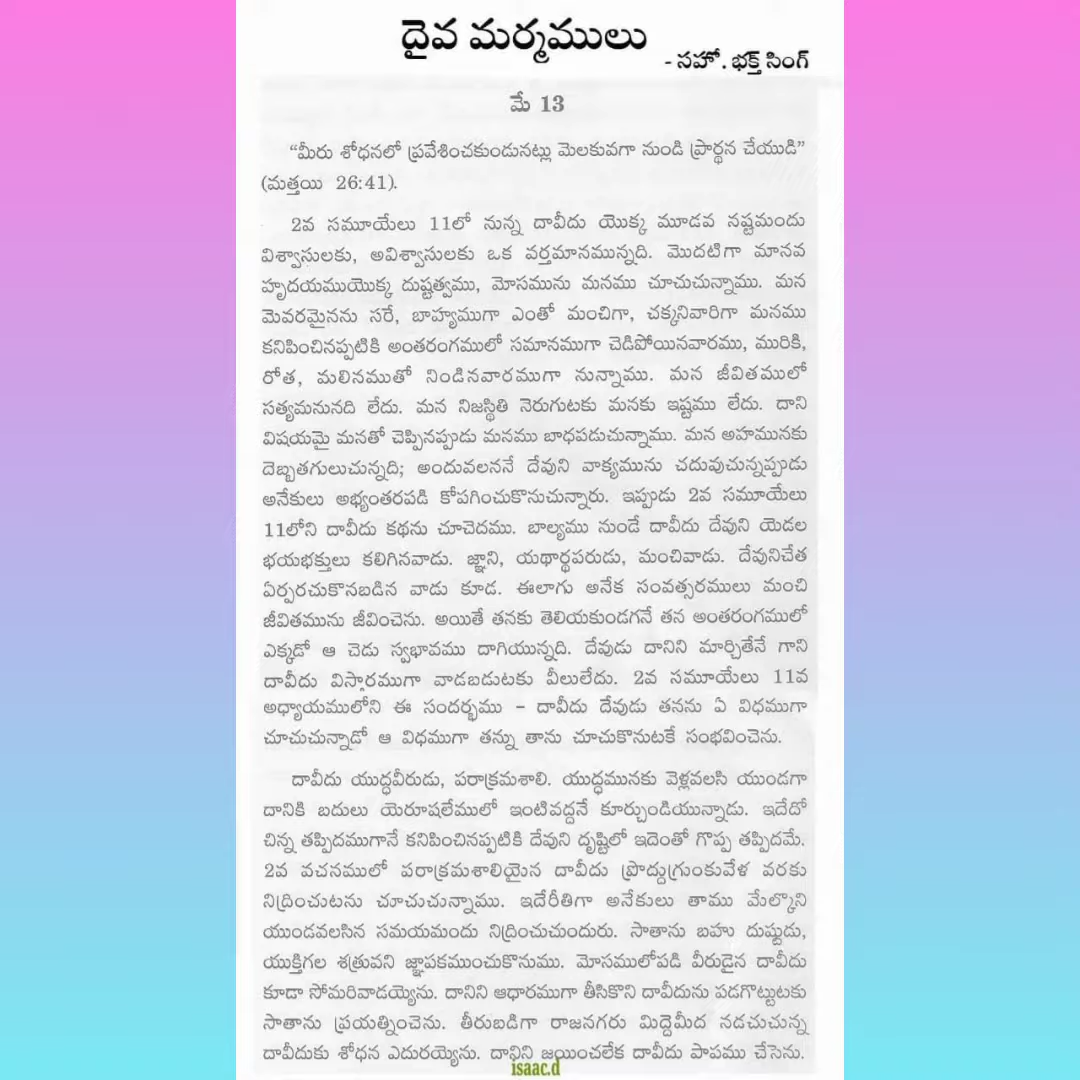 దైవ మర్మములు
- సహో. భక్త్ సింగ్
మే 13
“మీరు శోధనలో ప్రవేశించకుండునట్లు మెలకువగా నుండి ప్రార్థన చేయుడి”
(మత్తయి 26:41).
2వ సమూయేలు 11లో నున్న దావీదు యొక్క మూడవ నష్టమందు
విశ్వాసులకు, అవిశ్వాసులకు ఒక వర్తమానమున్నది. మొదటిగా మానవ
హృదయముయొక్క దుష్టత్వము, మోసమును మనము చూచుచున్నాము. మన
మెవరమైనను సరే, బాహ్యముగా ఎంతో మంచిగా, చక్కనివారిగా మనము
కనిపించినప్పటికి అంతరంగములో సమానముగా చెడిపోయినవారము, మురికి,
రోత, మలినముతో నిండినవారముగా నున్నాము. మన జీవితములో
సత్యమనునది లేదు. మన నిజస్థితి నెరుగుటకు మనకు ఇష్టము లేదు. దాని
విషయమై మనతో చెప్పినప్పుడు మనము బాధపడుచున్నాము. మన అహమునకు
దెబ్బతగులుచున్నది; అందువలననే దేవుని వాక్యమును చదువుచున్నప్పుడు
అనేకులు అభ్యంతరపడి కోపగించుకొనుచున్నారు. ఇప్పుడు 2వ సమూయేలు
11లోని దావీదు కథను చూచెదము. బాల్యము నుండే దావీదు దేవుని యెడల
భయభక్తులు కలిగినవాడు. జ్ఞాని, యథార్థపరుడు, మంచివాడు. దేవునిచేత
ఏర్పరచుకొనబడిన వాడు కూడ. ఈలాగు అనేక సంవత్సరములు మంచి
జీవితమును జీవించెను. అయితే తనకు తెలియకుండగనే తన అంతరంగములో
ఎక్కడో ఆ చెడు స్వభావము దాగియున్నది. దేవుడు దానిని మార్చితేనే గాని
దావీదు విస్తారముగా వాడబడుటకు వీలులేదు. 2వ సమూయేలు 11వ
అధ్యాయములోని ఈ సందర్భము – దావీదు దేవుడు తనను ఏ విధముగా
చూచుచున్నాడో ఆ విధముగా తన్ను తాను చూచుకొనుటకే సంభవించెను.
దావీదు యుద్ధవీరుడు, పరాక్రమశాలి. యుద్ధమునకు వెళ్లవలసి యుండగా
దానికి బదులు యెరూషలేములో ఇంటివద్దనే కూర్చుండియున్నాడు. ఇదేదో
చిన్న తప్పిదముగానే కనిపించినప్పటికి దేవుని దృష్టిలో ఇదెంతో గొప్ప తప్పిదమే.
2వ వచనములో పరాక్రమశాలియైన దావీదు ప్రొద్దుగ్రుంకువేళ వరకు
నిద్రించుటను చూచుచున్నాము. ఇదేరీతిగా అనేకులు తాము మేల్కొని
యుండవలసిన సమయమందు నిద్రించుచుందురు. సాతాను బహు దుష్టుడు,
యుక్తిగల శత్రువని జ్ఞాపకముంచుకొనుము. మోసములోపడి వీరుడైన దావీదు
కూడా సోమరివాడయ్యెను. దానిని ఆధారముగా తీసికొని దావీదును పడగొట్టుటకు
సాతాను ప్రయత్నించెను. తీరుబడిగా రాజనగరు మిద్దెమీద నడచుచున్న
దావీదుకు శోధన ఎదురయ్యెను. దానిని జయించలేక దావీదు పాపము చేసెను.
isaac.d